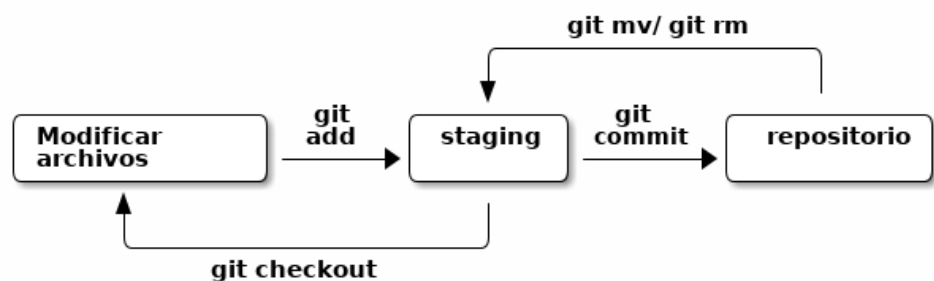 git mv/ git rm
Modificar
archivos
git
add
staging
git
commit
repositorio
git checkout